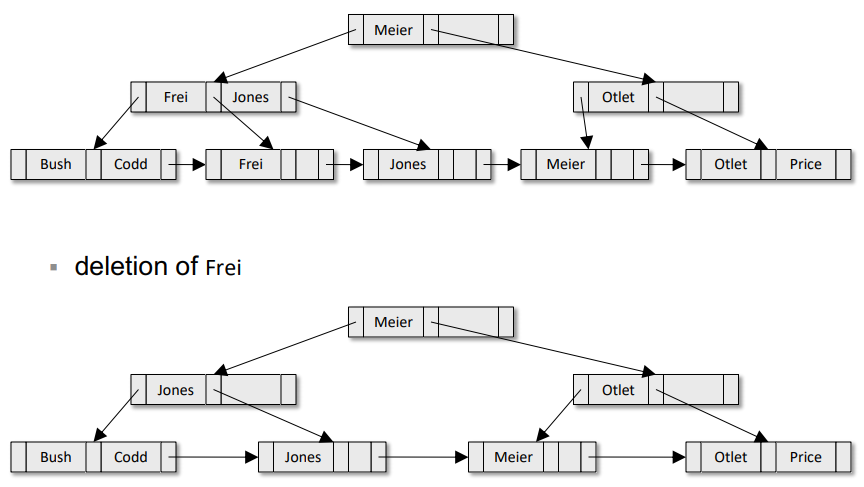 Meier
Frei Jones Otlet
Bush Codd Frei Jones Meier Otlet Price
▪ deletion of Frei
Meier
Jones Otlet
Bush Codd Jones Meier Otlet Price